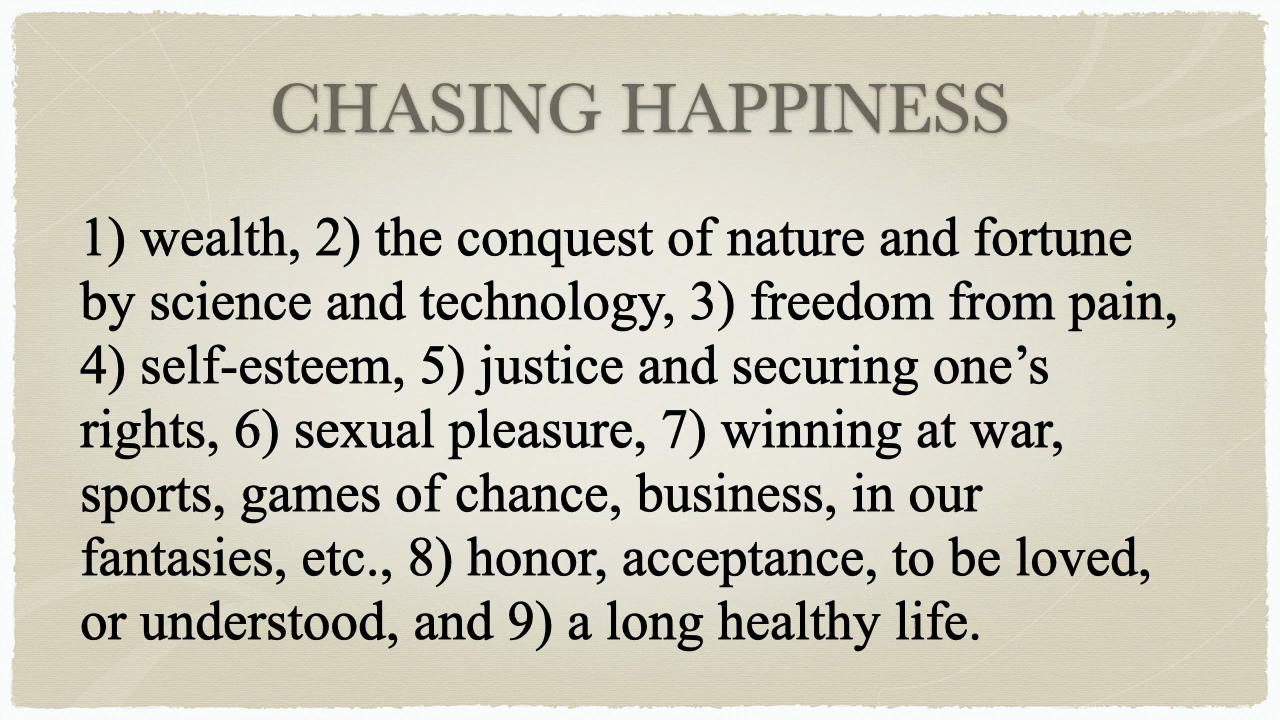 CHASING HAPPINESS
1) wealth, 2) the conquest of nature and fortune
by science and technology, 3) freedom from pain,
4) self-esteem, 5) justice and securing one’s
rights, 6) sexual pleasure, 7) winning at war,
sports, games of chance, business, in our
fantasies, etc., 8) honor, acceptance, to be loved,
or understood, and 9) a long healthy life.